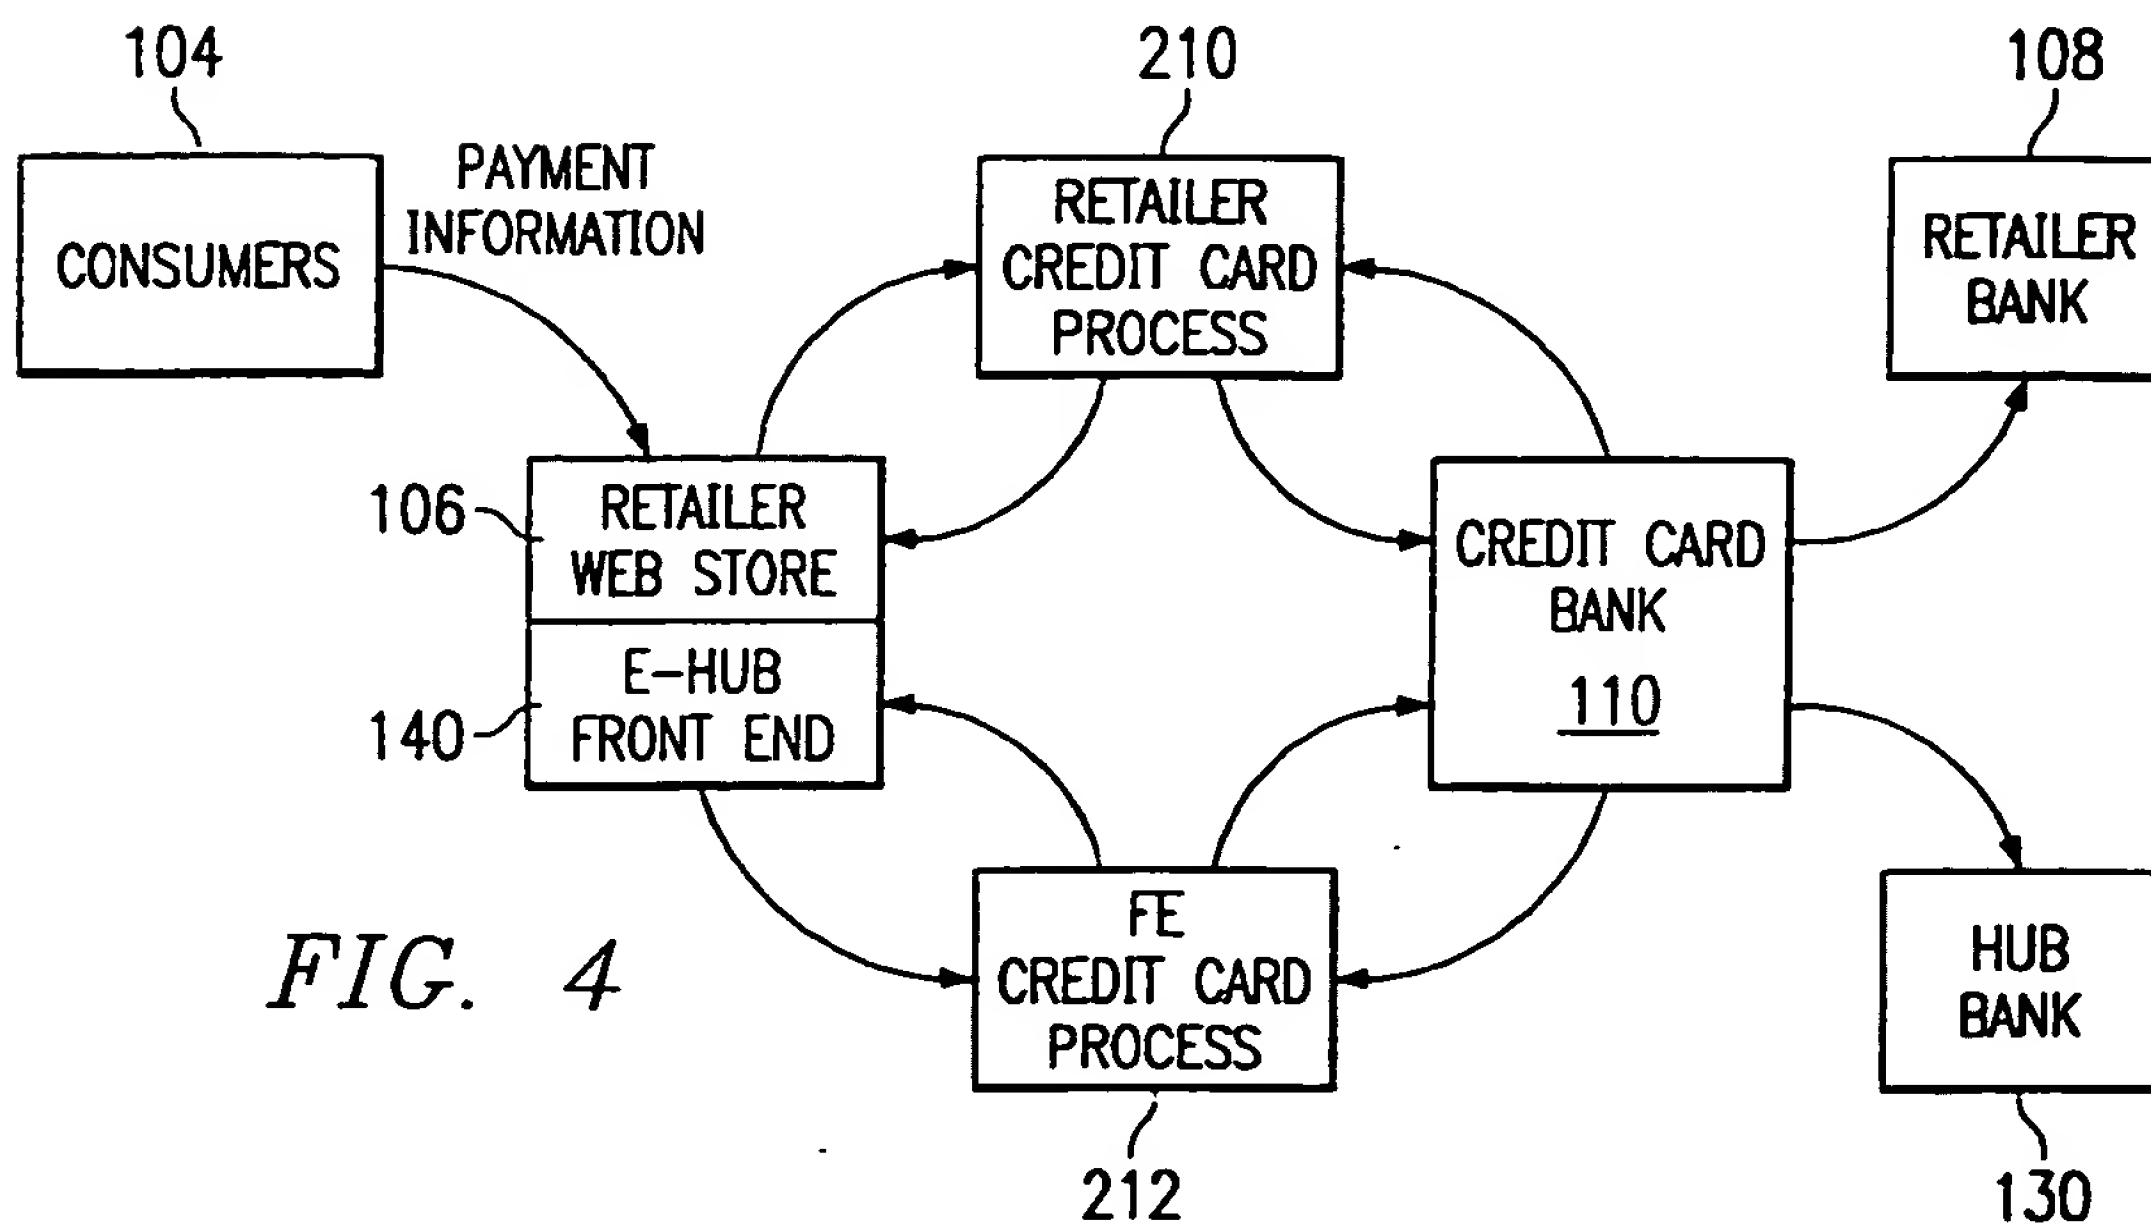 104
210
108
PAYMENT
INFORMATION
CONSUMERS
RETAILER
CREDIT CARD
PROCESS
RETAILER
BANK
106
RETAILER
WEB STORE
CREDIT CARD
BANK
110
140
E-HUB
FRONT END
FE
CREDIT CARD
PROCESS
HUB
BANK
FIG. 4
212
130